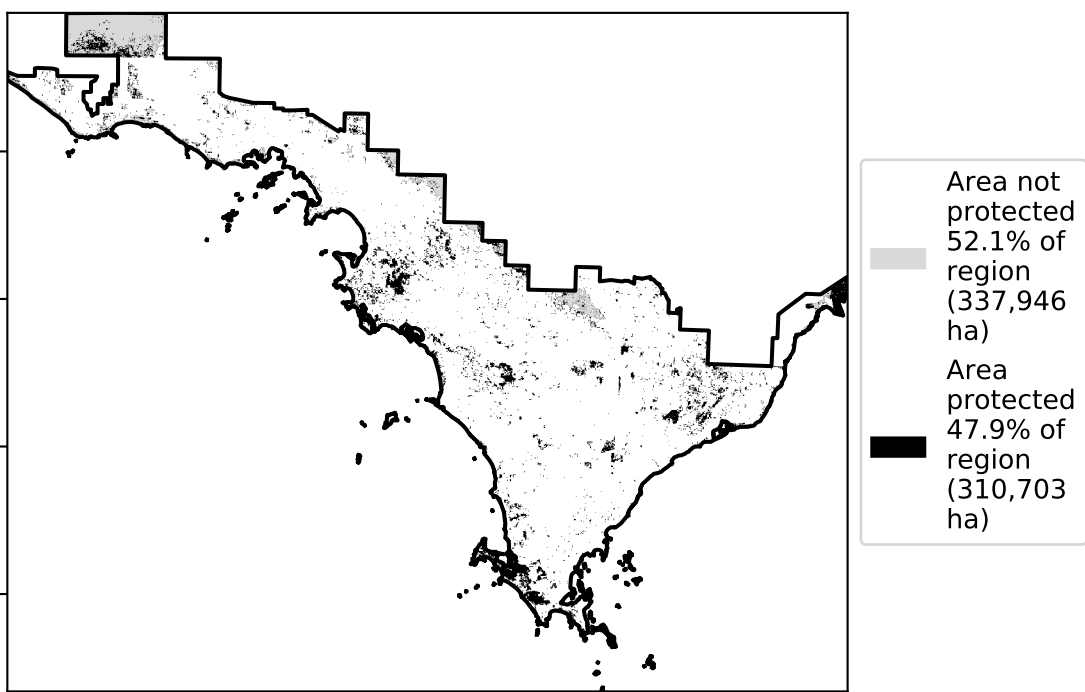 Area not
protected
52.1% of
region
(337,946
ha)
Area
protected
47.9% of
region
(310,703
ha)